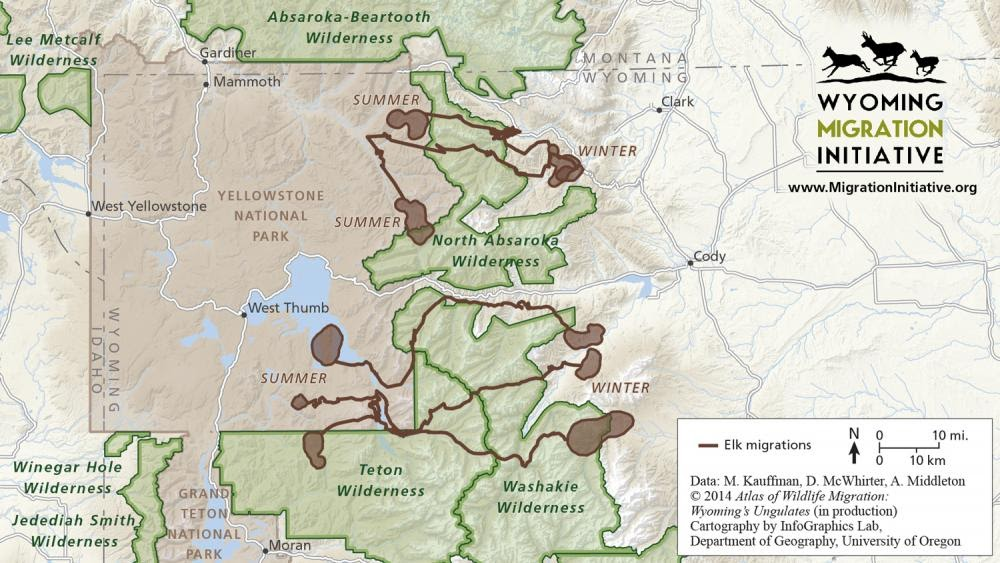 Absaroka-Beartooth
Wilderness
Lee Metcalf
Wilderness
Gardiner
Mammoth
MONTANA
WYOMING
SUMMER
Clark
WYOMING
MIGRATION
INITIATIVE
www.MigrationInitiative.org
WINTER
West Yellowstone
YELLOWSTONE
NATIONAL
PARK
SUMMER
North Absaroka
Wilderness
Cody
West Thumb
WYOMING
IDAHO
SUMMER
WINTER
Teton
Wilderness
Washakie
Wilderness
Winegar Hole
Wilderness
Jedediah Smith
Wilderness
GRAND
TETON
NATIONAL
PARK
Moran
Elk migrations
N
0 10 mi.
0 10 km
Data: M. Kauffman, D. McWhirter, A. Middleton
© 2014 Atlas of Wildlife Migration:
Wyoming's Ungulates (in production)
Cartography by InfoGraphics Lab,
Department of Geography, University of Oregon